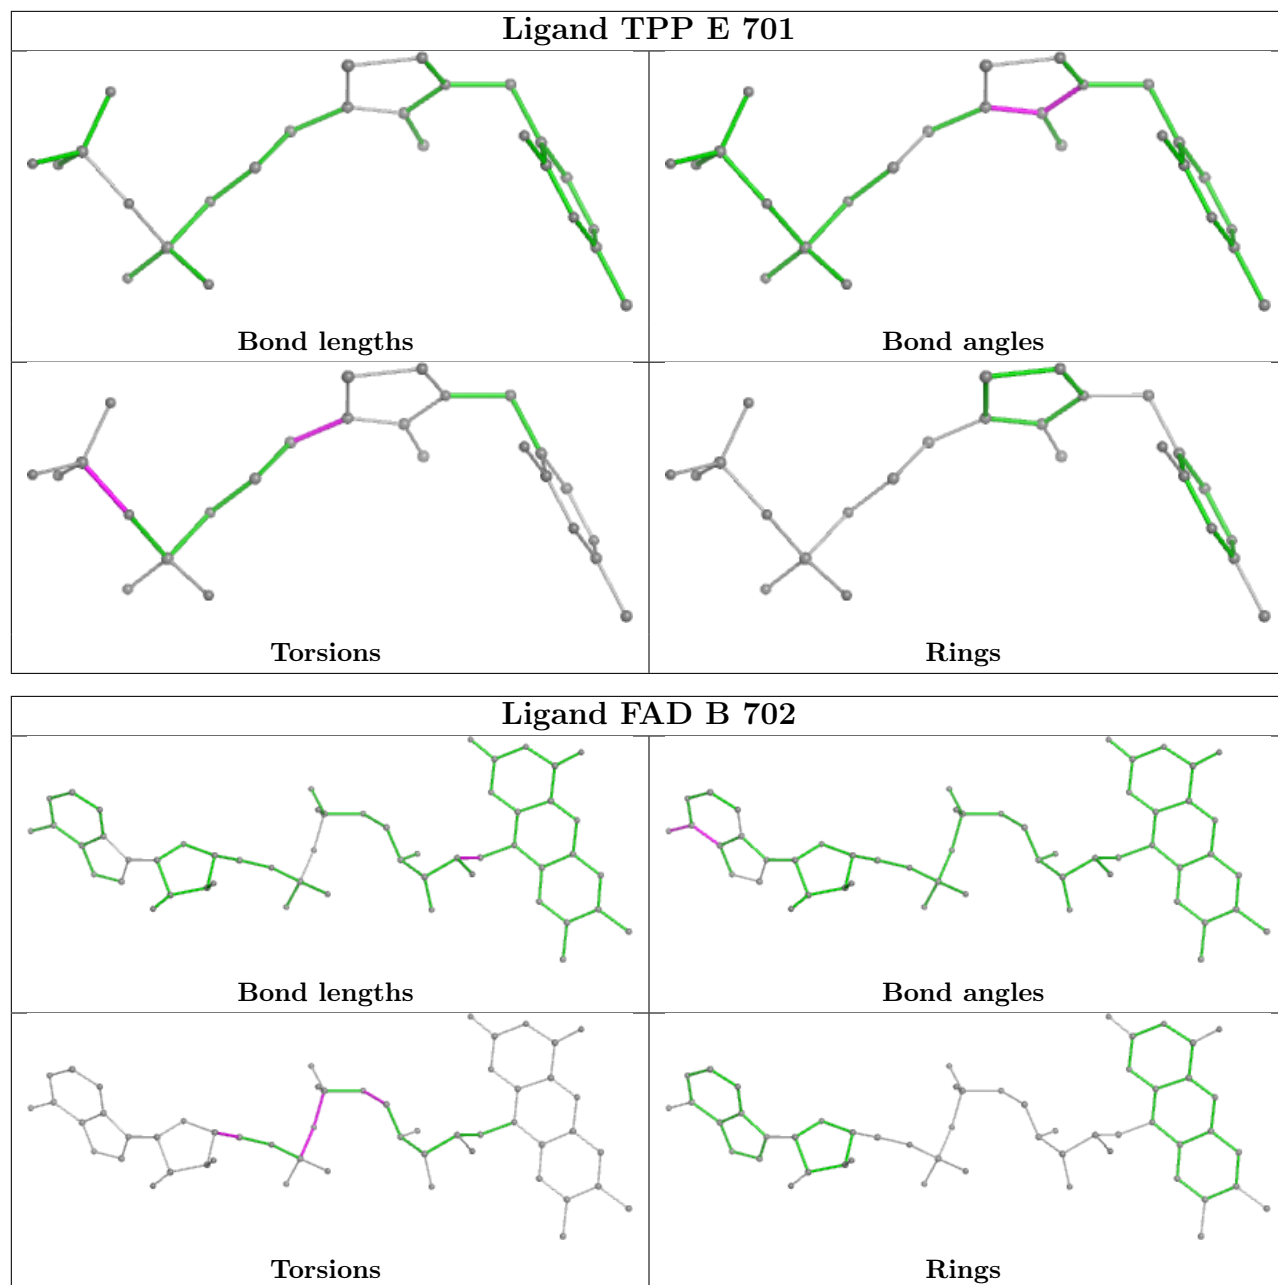 Ligand TPP E 701
Bond lengths
Bond angles
Torsions
Rings
Ligand FAD B 702
Bond lengths
Bond angles
Torsions
Rings